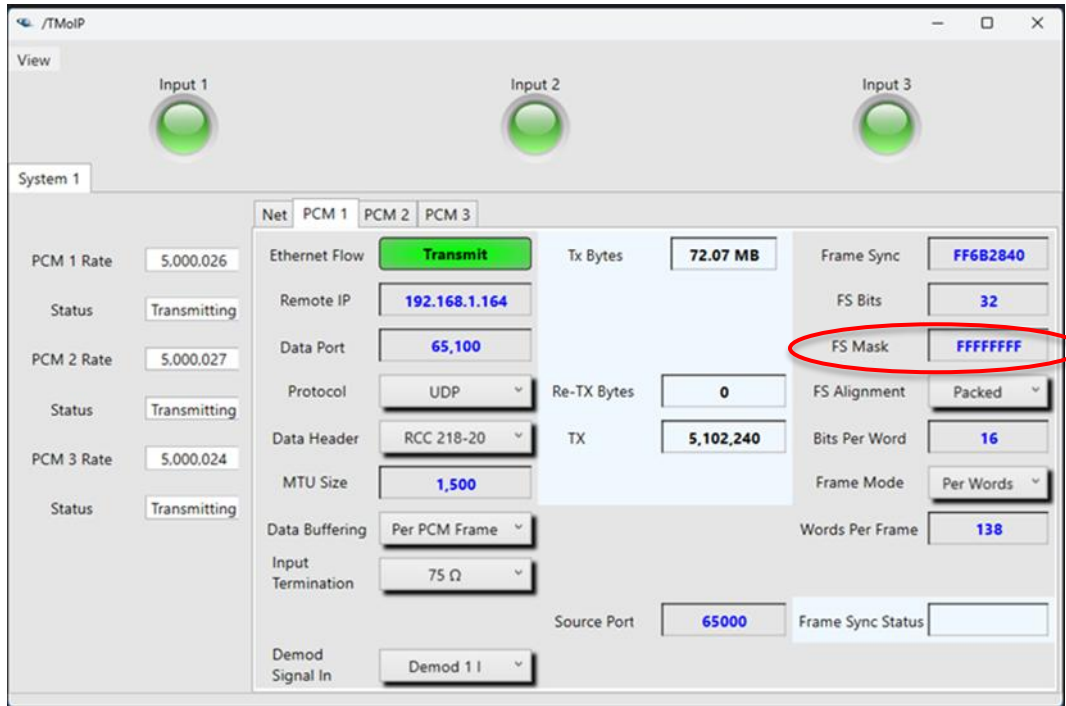 /TMoIP
View
Input 1
Input 2
Input 3
System 1
Net PCM 1 PCM 2 PCM 3
PCM 1 Rate 5,000,026
Status Transmitting
PCM 2 Rate 5,000,027
Status Transmitting
PCM 3 Rate 5,000,024
Status Transmitting
Ethernet Flow Transmit
Remote IP 192.168.1.164
Data Port 65,100
Protocol UDP
Data Header RCC 218-20
MTU Size 1,500
Data Buffering Per PCM Frame
Input
Termination 75 Ω
Demod
Signal In Demod 1 I
Tx Bytes 72.07 MB
Re-TX Bytes 0
TX 5,102,240
Source Port 65000
Frame Sync FF6B2840
FS Bits 32
FS Mask FFFFFFFF
FS Alignment Packed
Bits Per Word 16
Frame Mode Per Words
Words Per Frame 138
Frame Sync Status